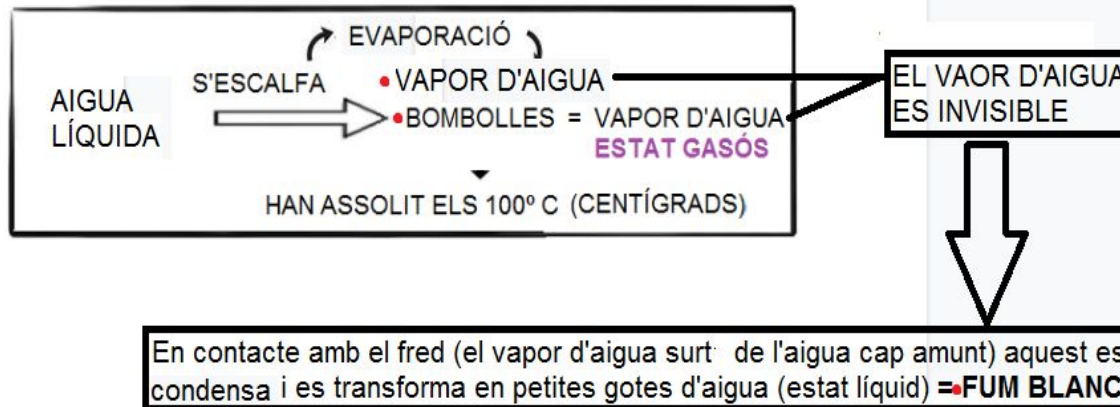 EVAPORACIÓ
S'ESCALFA
•VAPOR D'AIGUA
AIGUA
LÍQUIDA
•BOMBOLLES = VAPOR D'AIGUA
ESTAT GASÓS
HAN ASSOLIT ELS 100º C (CENTÍGRADS)
EL VAOR D'AIGUA
ES INVISIBLE
En contacte amb el fred (el vapor d'aigua surt de l'aigua cap amunt) aquest es
condensa i es transforma en petites gotes d'aigua (estat líquid) =•FUM BLANC